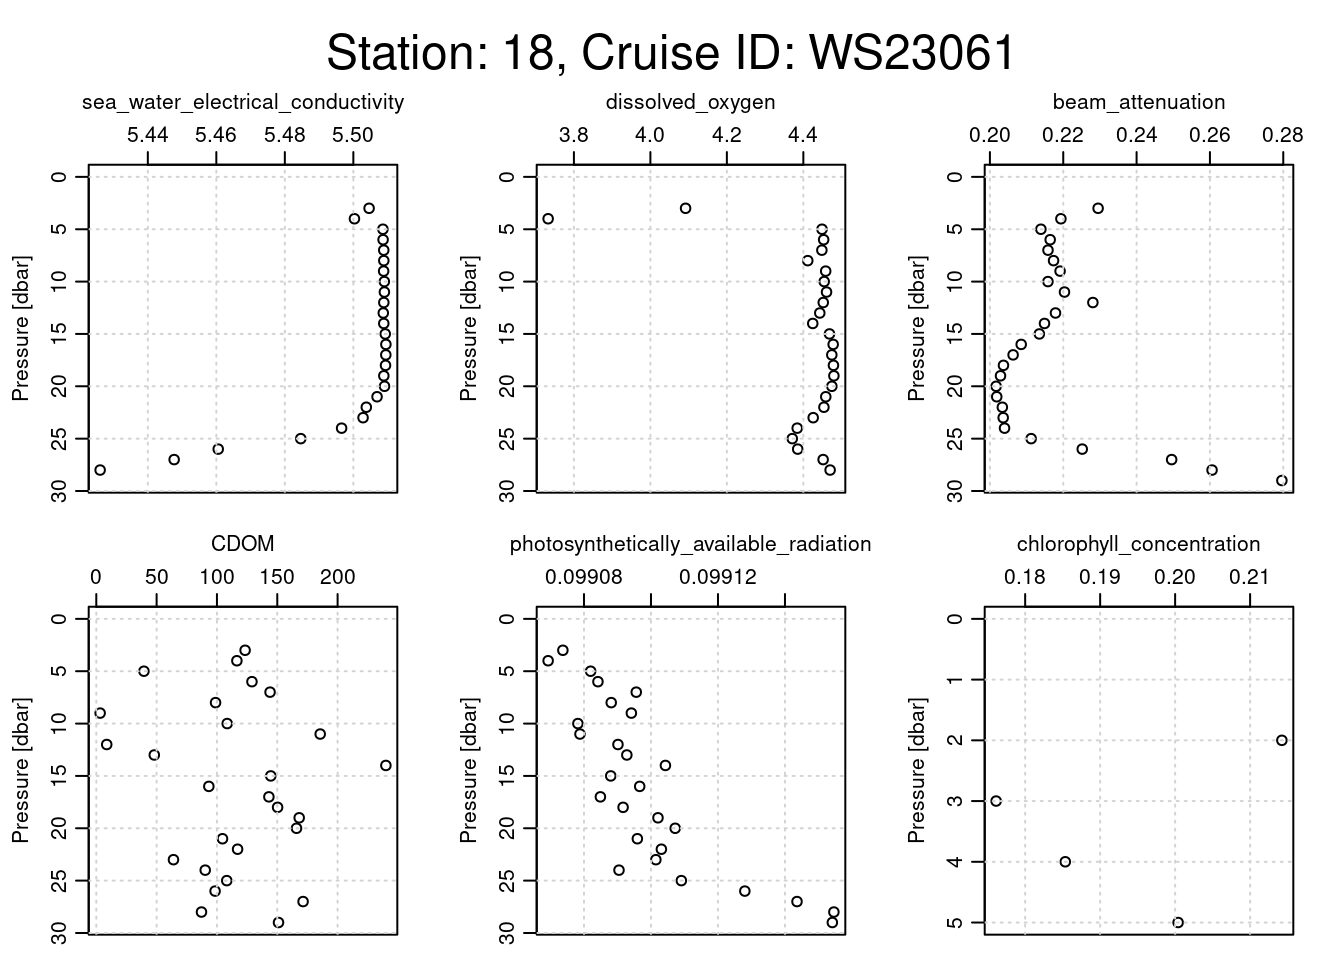 Station: 18, Cruise ID: WS23061
sea_water_electrical_conductivity
5.44 5.46 5.48 5.50
Pressure [dbar]
0
5
10
15
20
25
30
dissolved_oxygen
3.8 4.0 4.2 4.4
Pressure [dbar]
0
5
10
15
20
25
30
beam_attenuation
0.20 0.22 0.24 0.26 0.28
Pressure [dbar]
0
5
10
15
20
25
30
CDOM
0 50 100 150 200
Pressure [dbar]
0
5
10
15
20
25
30
photosynthetically_available_radiation
0.09908 0.09912
Pressure [dbar]
0
5
10
15
20
25
30
chlorophyll_concentration
0.18 0.19 0.20 0.21
Pressure [dbar]
0
1
2
3
4
5